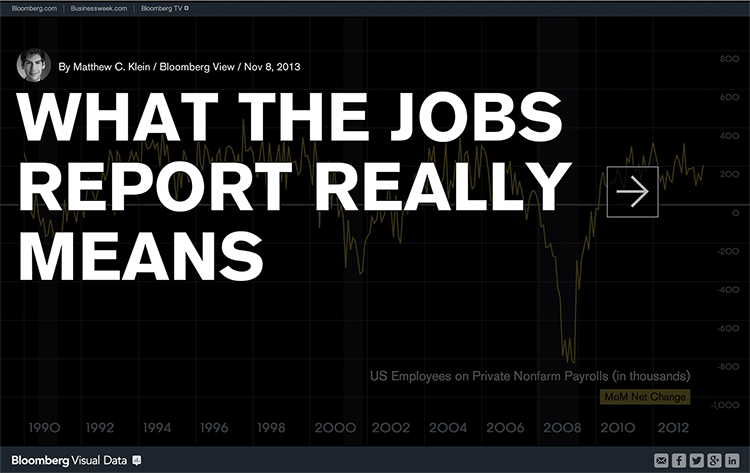 Bloomberg.com Businessweek.com Bloomberg TV
By Matthew C. Klein / Bloomberg View / Nov 8, 2013
WHAT THE JOBS
REPORT REALLY
MEANS
800
600
400
200
0
-200
-400
-600
-800
-1,000
US Employees on Private Nonfarm Payrolls (in thousands)
MoM Net Change
1990 1992 1994 1996 1998 2000 2002 2004 2006 2008 2010 2012
Bloomberg Visual Data